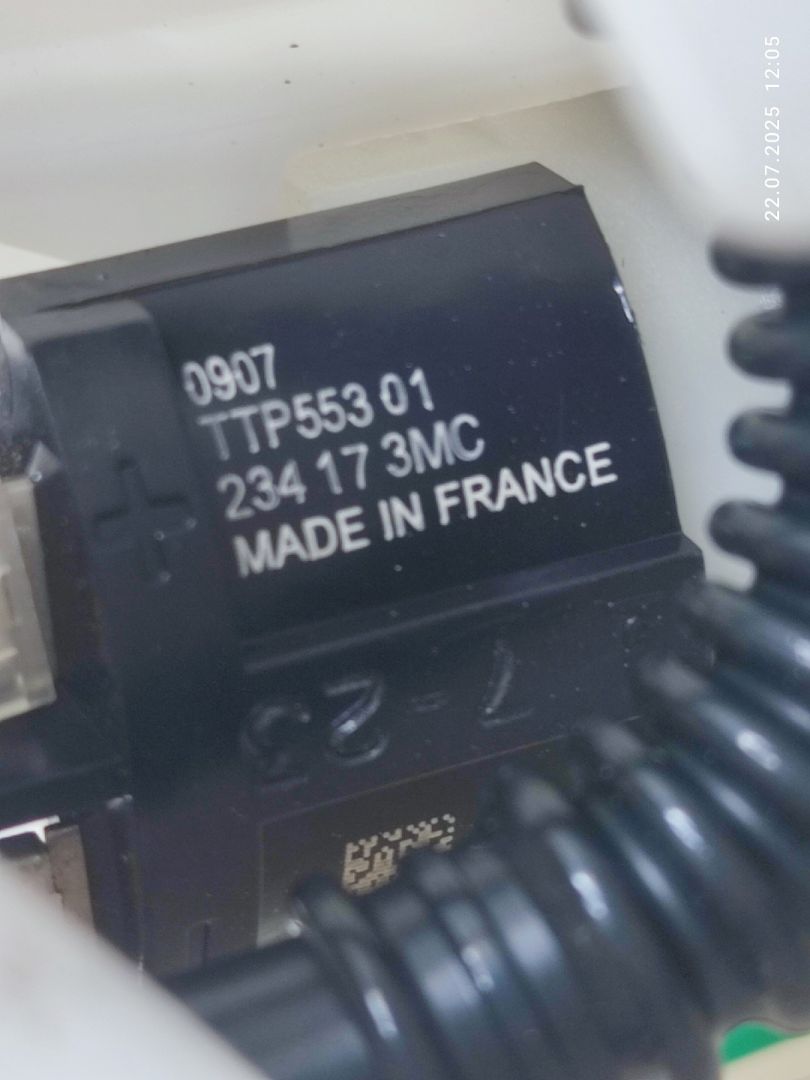 0907
TTP553 01
234 17 3MC
MADE IN FRANCE
22.07.2025 12:05